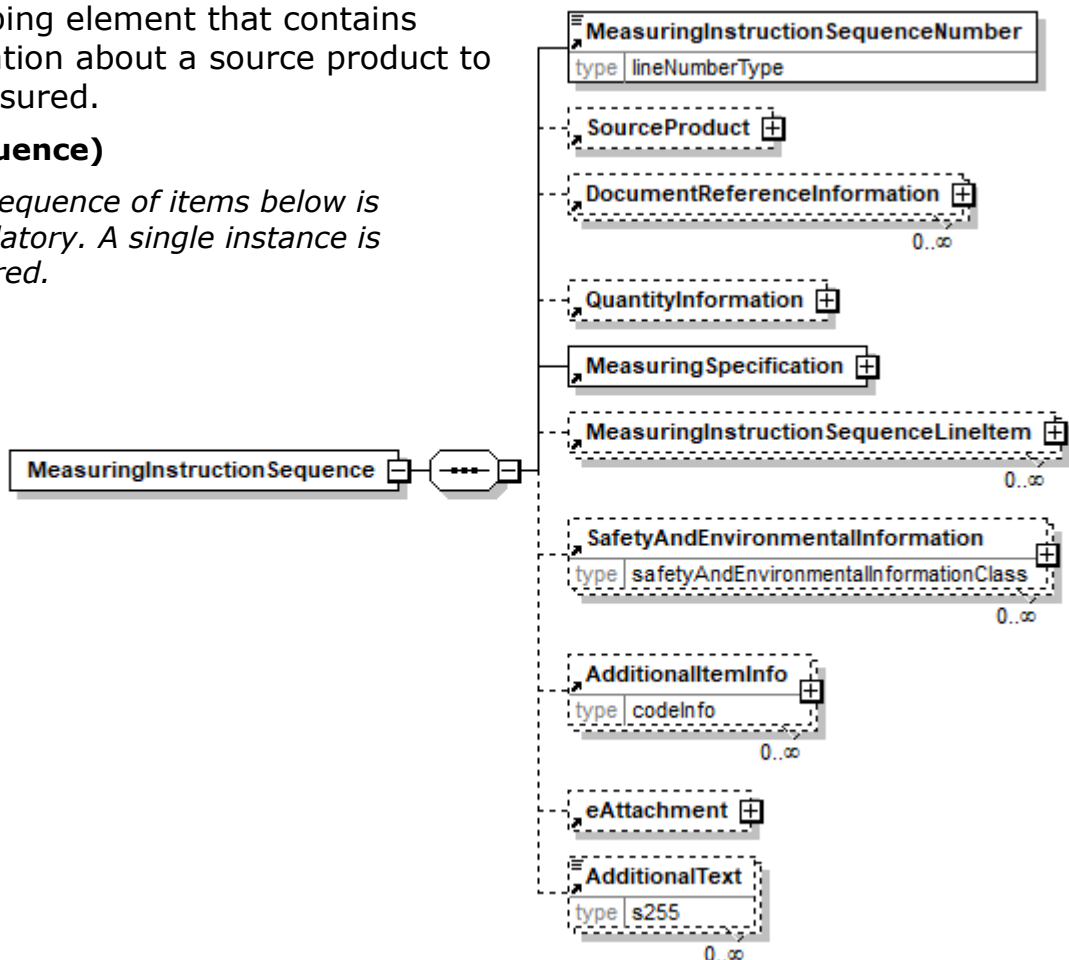 ping element that contains
ation about a source product to
sured.
uence)
equence of items below is
latory. A single instance is
red.
MeasuringInstructionSequence
MeasuringInstructionSequenceNumber
type lineNumberType
SourceProduct
DocumentReferenceInformation
0..∞
QuantityInformation
MeasuringSpecification
MeasuringInstructionSequenceLineItem
0..∞
SafetyAndEnvironmentalInformation
type safetyAndEnvironmentalInformationClass
0..∞
AdditionalItemInfo
type codeInfo
0..∞
eAttachment
AdditionalText
type s255
0..∞